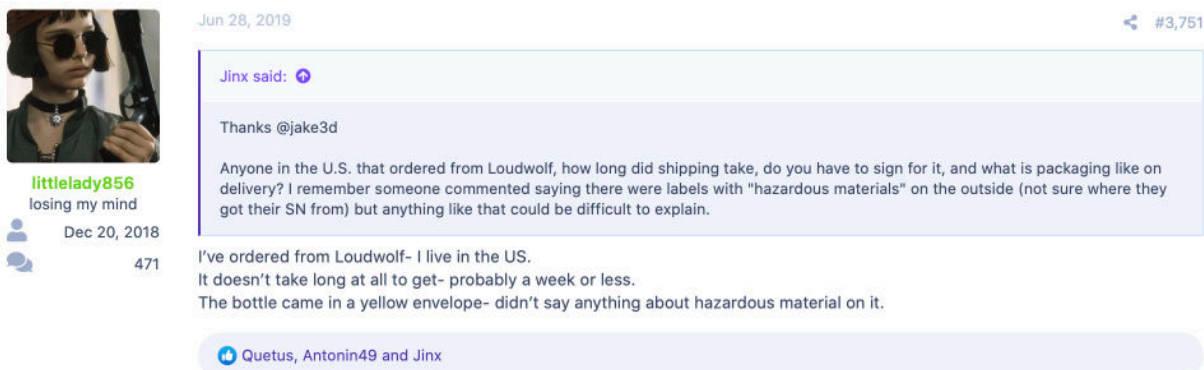 Jun 28, 2019
#3,751
littlelady856
losing my mind
Dec 20, 2018
471
Jinx said:
Thanks @jake3d
Anyone in the U.S. that ordered from Loudwolf, how long did shipping take, do you have to sign for it, and what is packaging like on
delivery? I remember someone commented saying there were labels with "hazardous materials" on the outside (not sure where they
got their SN from) but anything like that could be difficult to explain.
I've ordered from Loudwolf- I live in the US.
It doesn't take long at all to get- probably a week or less.
The bottle came in a yellow envelope- didn't say anything about hazardous material on it.
Quetus, Antonin49 and Jinx